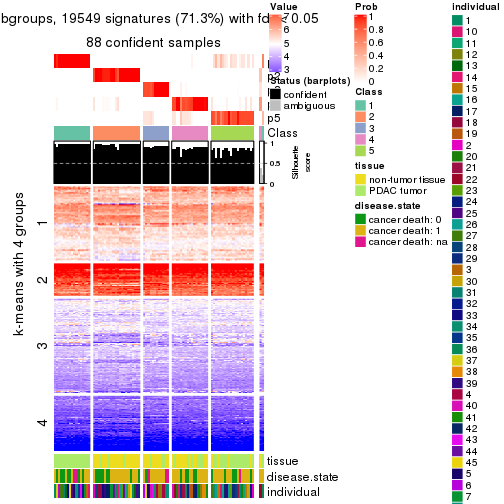 bgroups, 19549 signatures (71.3%) with fdr < 0.05
88 confident samples
p2
p5
Class
1
0.5
0
Silhouette
score
k-means with 4 groups
1
2
3
4
tissue
disease.state
individual
Value
6
5
4
3
Status (barplots)
confident
ambiguous
Prob
1
0.8
0.6
0.4
0.2
0
Class
1
2
3
4
5
tissue
non-tumor tissue
PDAC tumor
disease.state
cancer death: 0
cancer death: 1
cancer death: na
individual
1
10
11
12
13
14
15
16
17
18
19
2
20
21
22
23
24
25
26
27
28
29
3
30
31
32
33
34
35
36
37
38
39
4
40
41
42
43
44
45
5
6
7